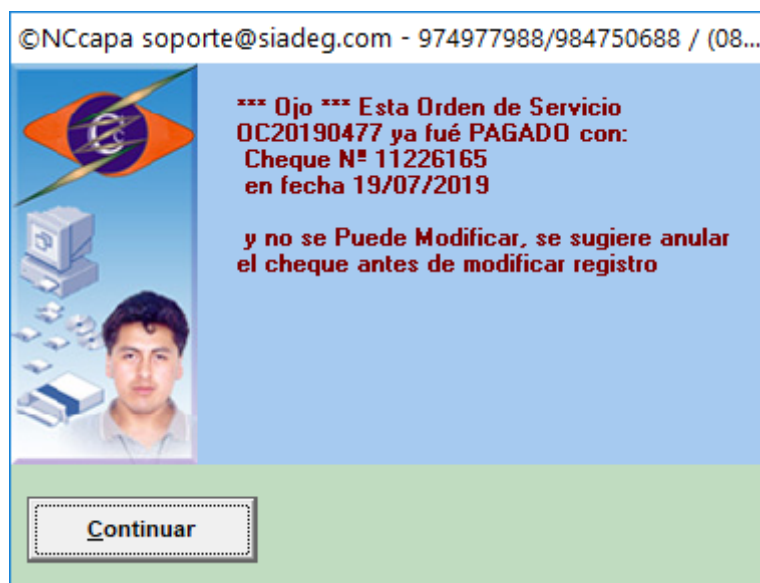 ©NCcapa soporte@siadeg.com - 974977988/984750688 / (08...
*** Ojo *** Esta Orden de Servicio
OC20190477 ya fué PAGADO con:
Cheque Nº 11226165
en fecha 19/07/2019
y no se Puede Modificar, se sugiere anular
el cheque antes de modificar registro
Continuar